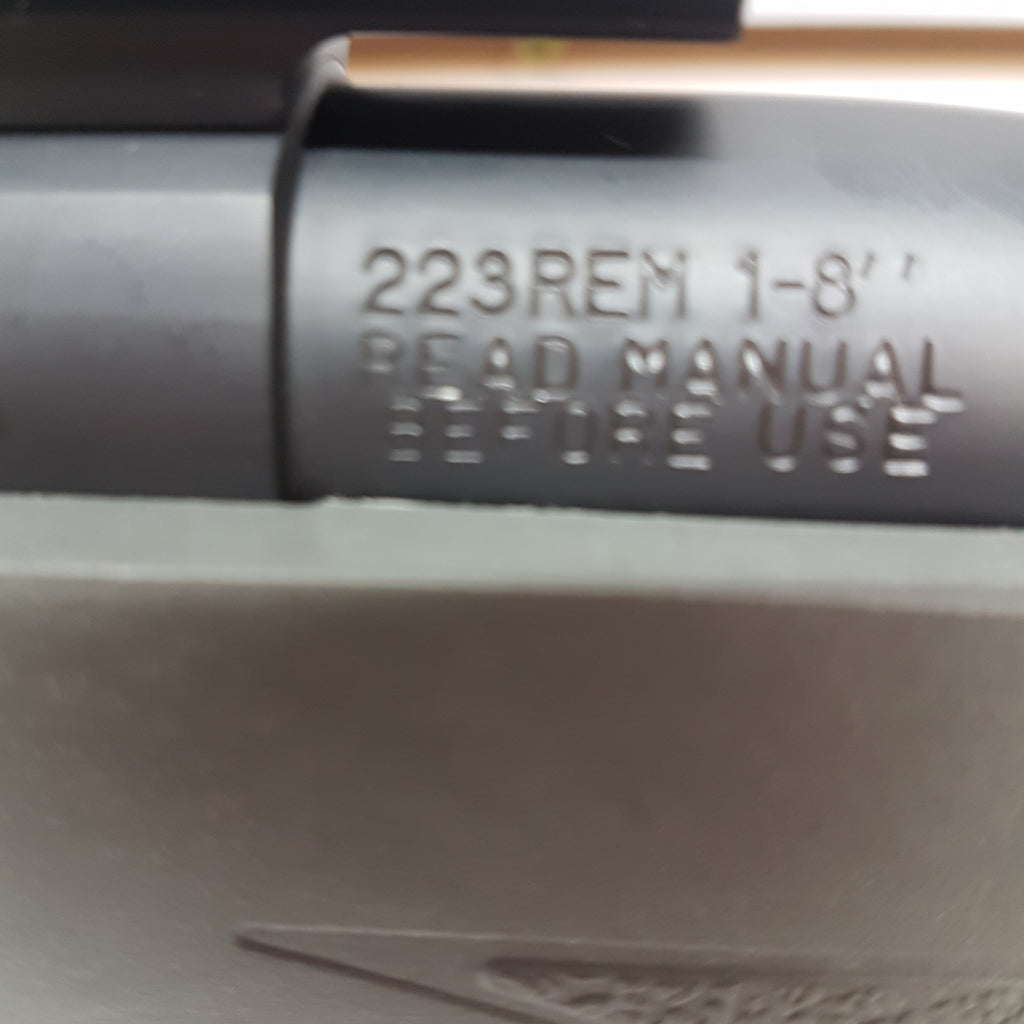 223REM 1-8''
READ MANUAL
BEFORE USE